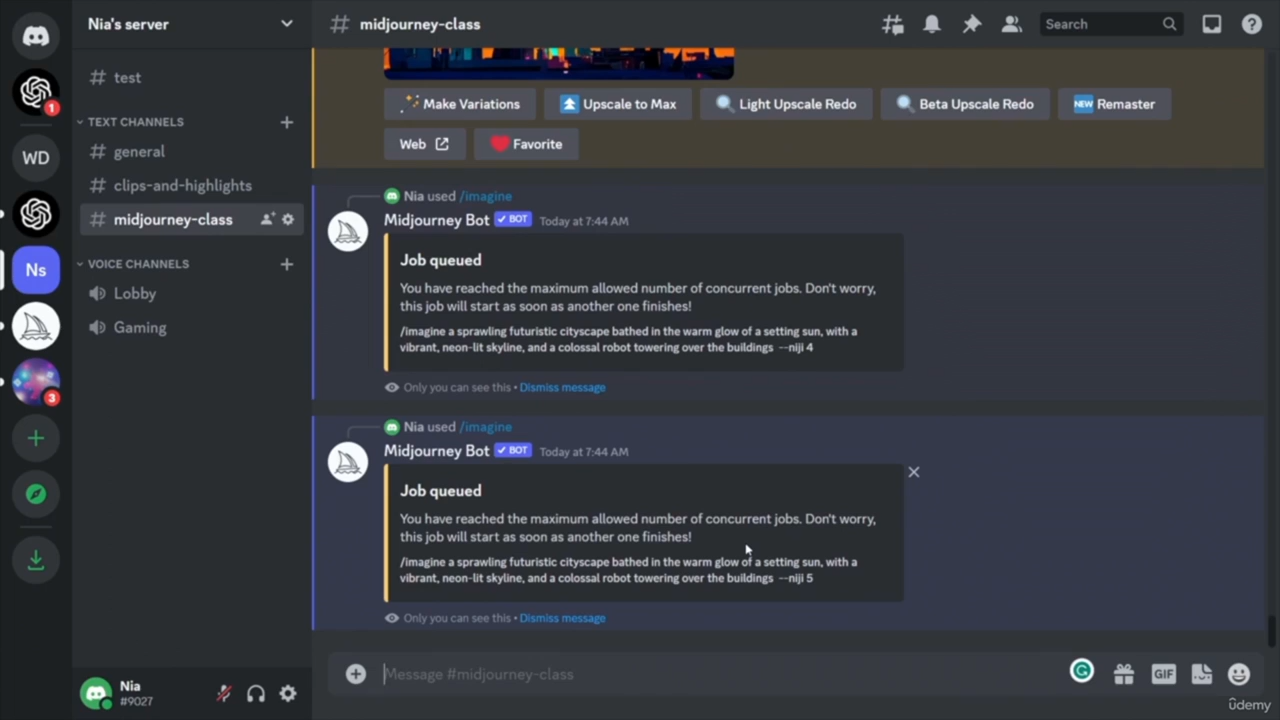 Nia's server
# midjourney-class
Search
1
WD
Ns
3
# test
TEXT CHANNELS
# general
# clips-and-highlights
# midjourney-class
VOICE CHANNELS
Lobby
Gaming
Nia
#9027
Make Variations
Upscale to Max
Light Upscale Redo
Beta Upscale Redo
NEW Remaster
Web
Favorite
Nia used /imagine
Midjourney Bot ✓ BOT Today at 7:44 AM
Job queued
You have reached the maximum allowed number of concurrent jobs. Don't worry,
this job will start as soon as another one finishes!
/imagine a sprawling futuristic cityscape bathed in the warm glow of a setting sun, with a
vibrant, neon-lit skyline, and a colossal robot towering over the buildings --niji 4
Only you can see this • Dismiss message
Nia used /imagine
Midjourney Bot ✓ BOT Today at 7:44 AM
Job queued
You have reached the maximum allowed number of concurrent jobs. Don't worry,
this job will start as soon as another one finishes!
/imagine a sprawling futuristic cityscape bathed in the warm glow of a setting sun, with a
vibrant, neon-lit skyline, and a colossal robot towering over the buildings --niji 5
Only you can see this • Dismiss message
Message #midjourney-class
GIF
ûdemy